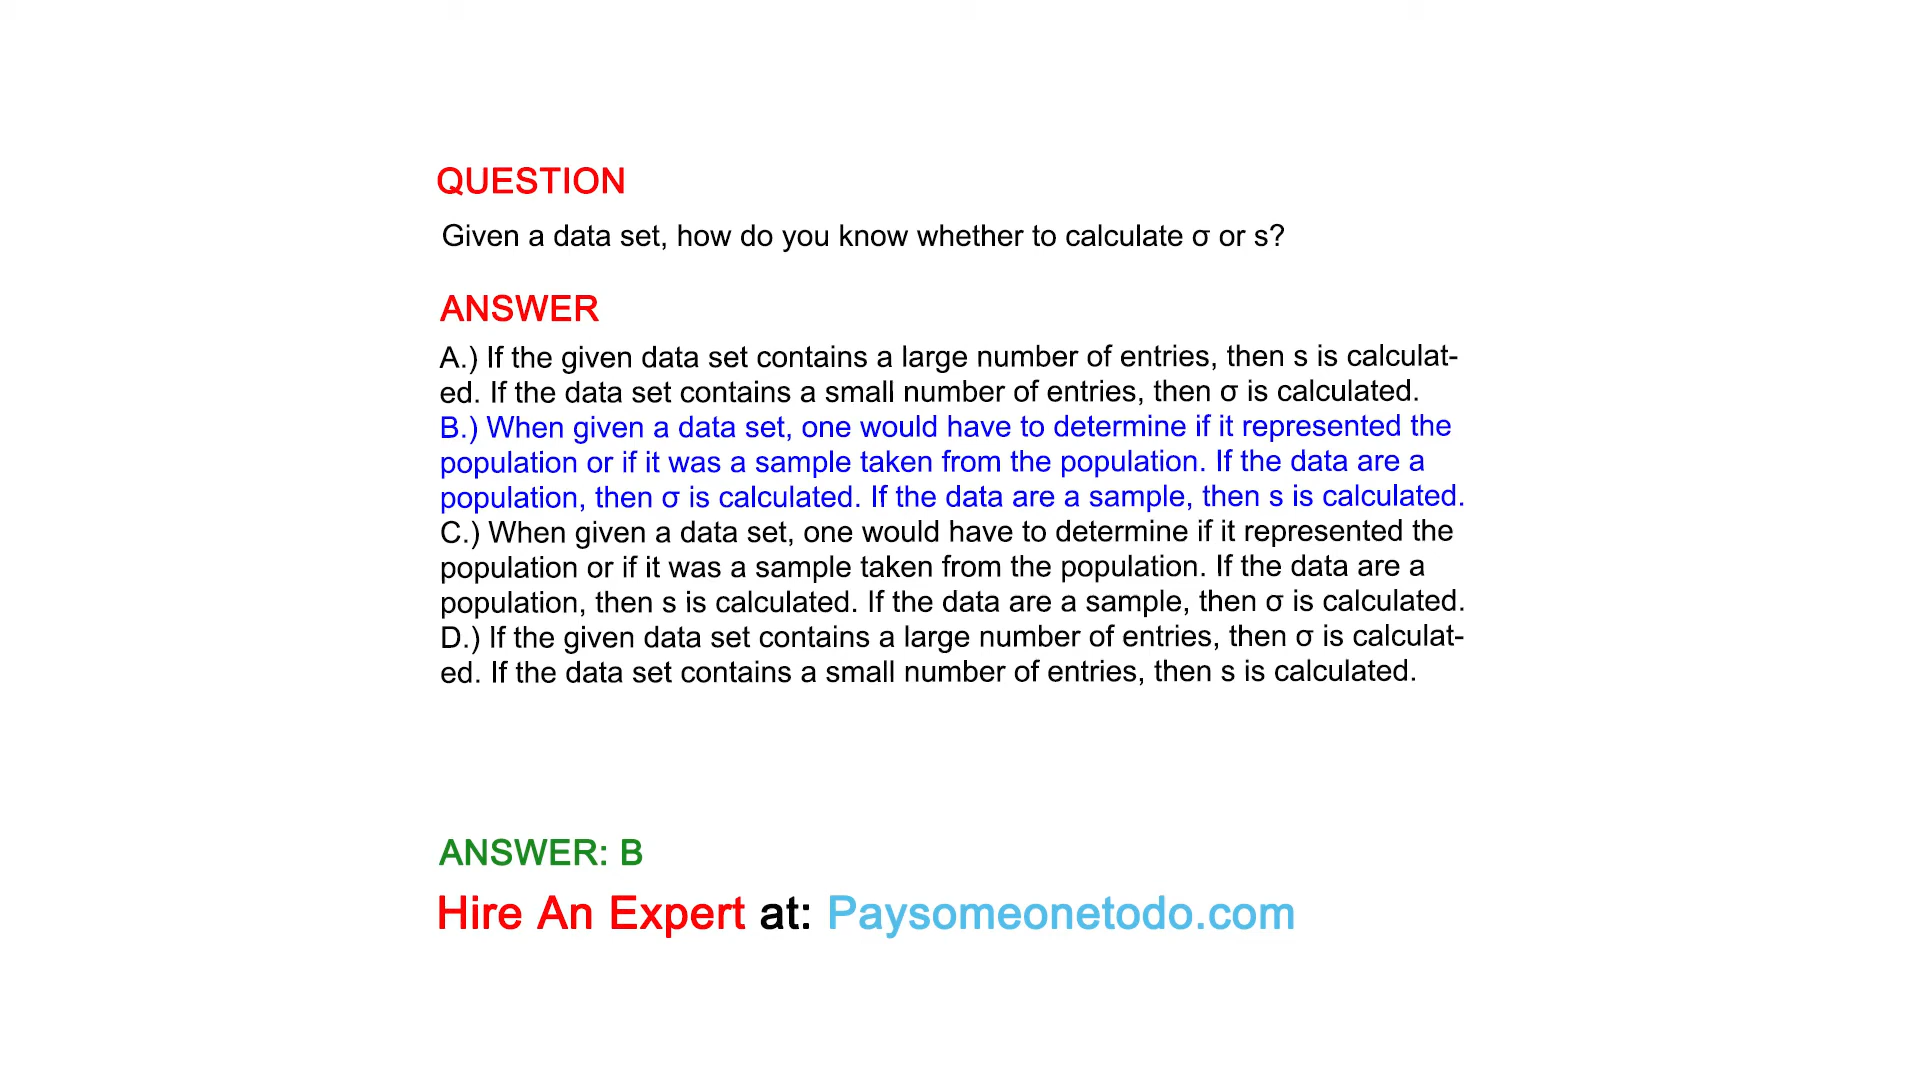 QUESTION
Given a data set, how do you know whether to calculate σ or s?
ANSWER
A.) If the given data set contains a large number of entries, then s is calculat-
ed. If the data set contains a small number of entries, then σ is calculated.
B.) When given a data set, one would have to determine if it represented the
population or if it was a sample taken from the population. If the data are a
population, then σ is calculated. If the data are a sample, then s is calculated.
C.) When given a data set, one would have to determine if it represented the
population or if it was a sample taken from the population. If the data are a
population, then s is calculated. If the data are a sample, then σ is calculated.
D.) If the given data set contains a large number of entries, then σ is calculat-
ed. If the data set contains a small number of entries, then s is calculated.
ANSWER: B
Hire An Expert at: Paysomeonetodo.com